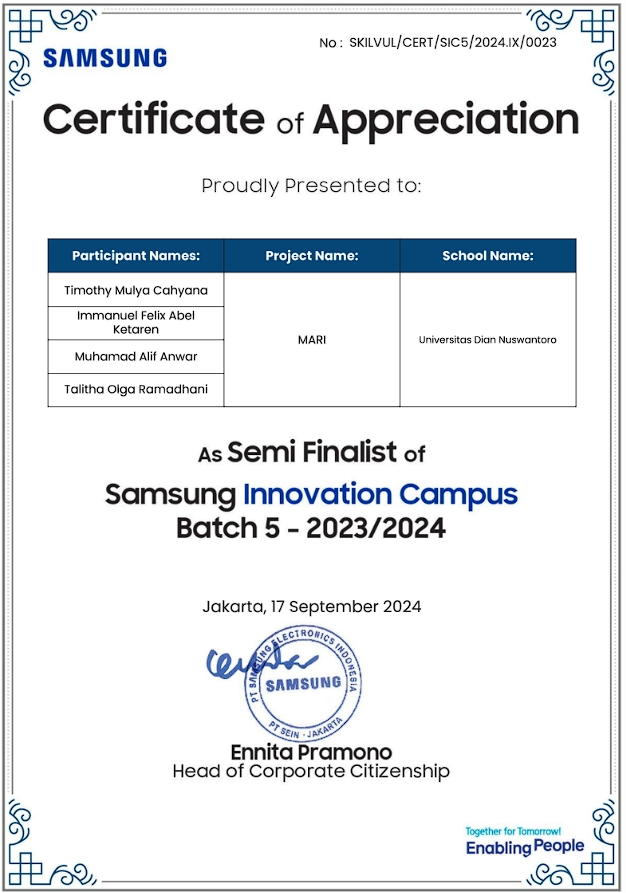 No : SKILVUL/CERT/SIC5/2024.IX/0023
SAMSUNG
Certificate of Appreciation
Proudly Presented to:
Participant Names:
Project Name:
School Name:
Timothy Mulya Cahyana
Immanuel Felix Abel
Ketaren
Muhamad Alif Anwar
Talitha Olga Ramadhani
MARI
Universitas Dian Nuswantoro
As Semi Finalist of
Samsung Innovation Campus
Batch 5 - 2023/2024
Jakarta, 17 September 2024
PT SAMSUNG ELECTRONICS INDONESIA
SAMSUNG
PT SEIN - JAKARTA
Ennita Pramono
Head of Corporate Citizenship
Together for Tomorrow!
Enabling People